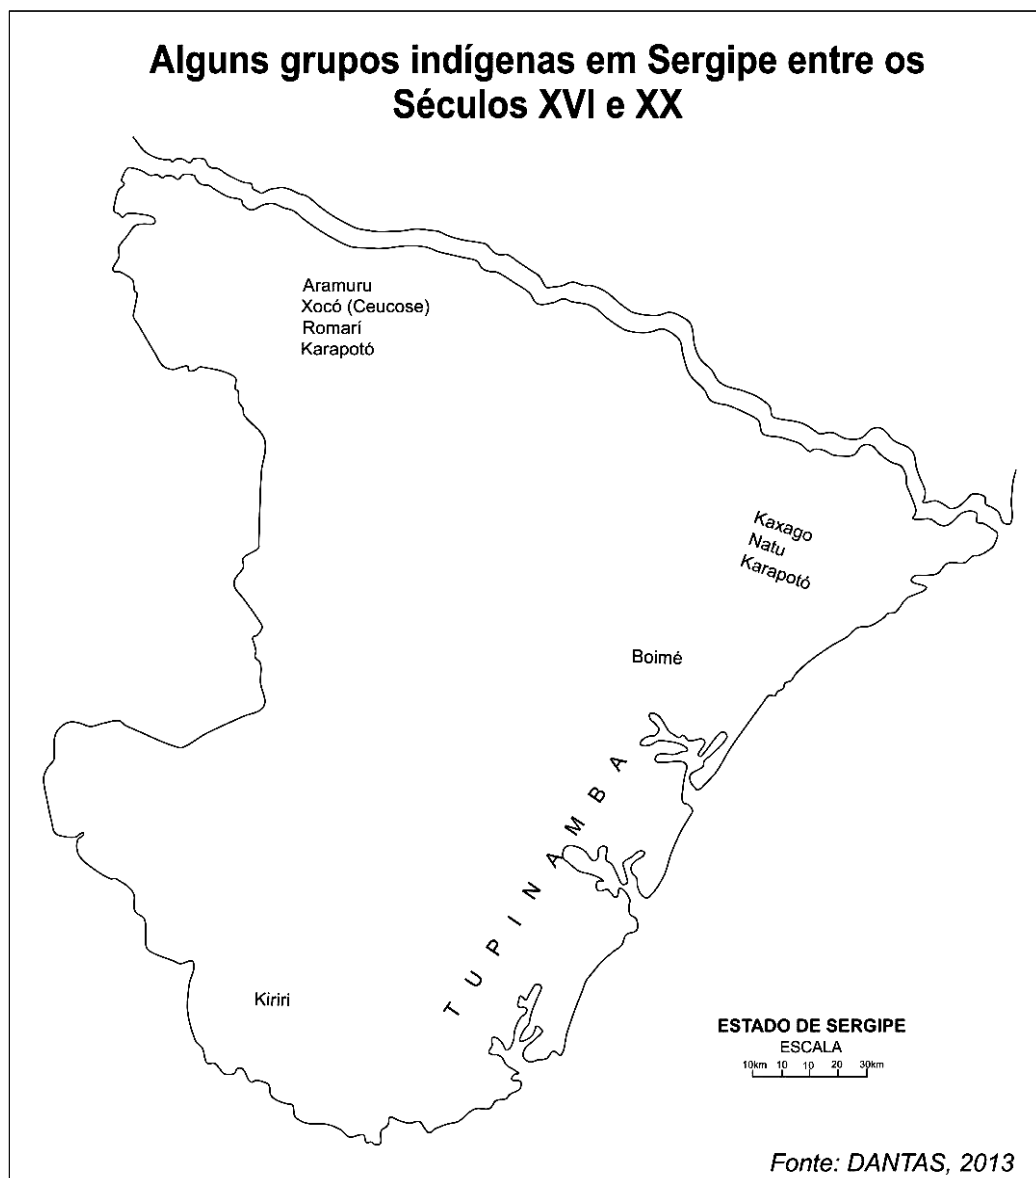 Alguns grupos indígenas em Sergipe entre os
Séculos XVI e XX
Aramuru
Xocó (Ceucose)
Romarí
Karapotó
Kaxago
Natu
Karapotó
Boimé
TUPINAMBA
Kiriri
ESTADO DE SERGIPE
ESCALA
10km 10 10 20 30km
Fonte: DANTAS, 2013